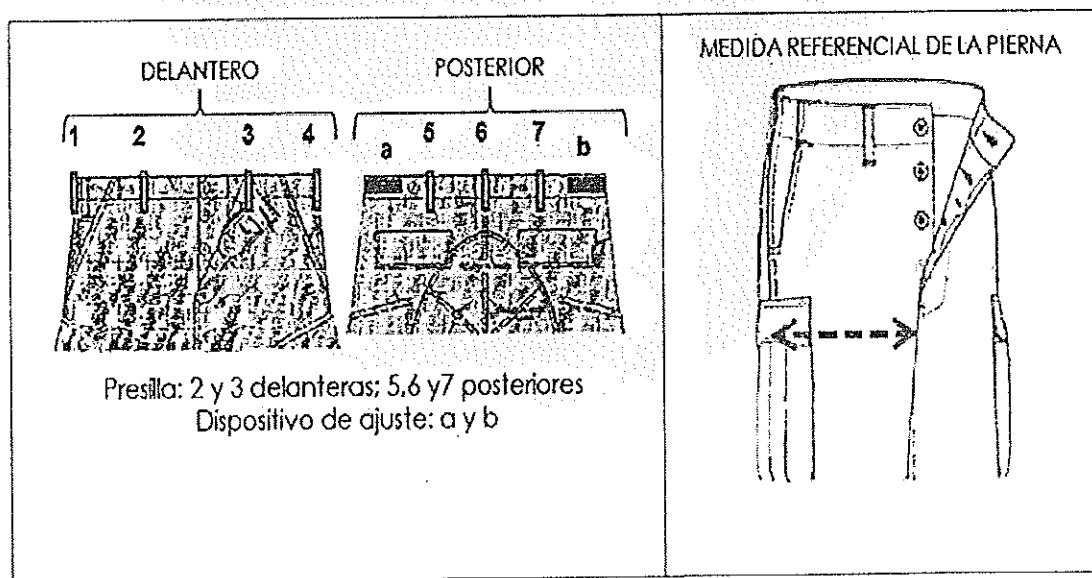 DELANTERO
POSTERIOR
1 2 3 4
a 5 6 7 b
Presilla: 2 y 3 delanteras; 5,6 y7 posteriores
Dispositivo de ajuste: a y b
MEDIDA REFERENCIAL DE LA PIERNA